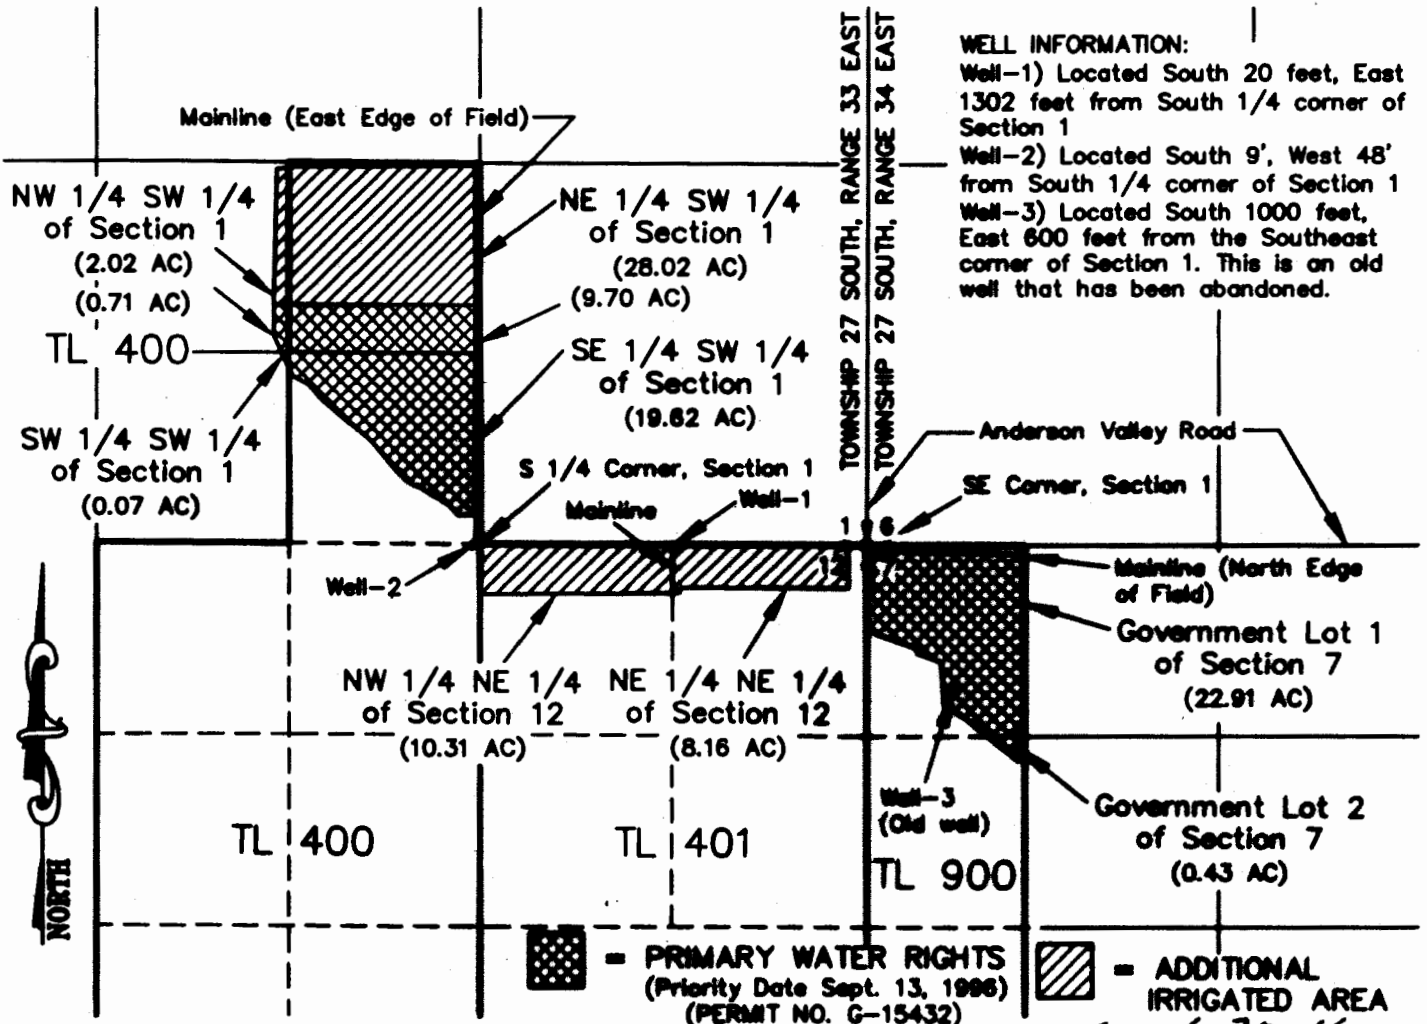 WELL INFORMATION:
Well-1) Located South 20 feet, East
1302 feet from South 1/4 corner of
Section 1
Well-2) Located South 9', West 48'
from South 1/4 corner of Section 1
Well-3) Located South 1000 feet,
East 600 feet from the Southeast
corner of Section 1. This is an old
well that has been abandoned.
TOWNSHIP 27 SOUTH, RANGE 33 EAST
TOWNSHIP 27 SOUTH, RANGE 34 EAST
Mainline (East Edge of Field)
NW 1/4 SW 1/4
of Section 1
(2.02 AC)
(0.71 AC)
TL 400
SW 1/4 SW 1/4
of Section 1
(0.07 AC)
NE 1/4 SW 1/4
of Section 1
(28.02 AC)
(9.70 AC)
SE 1/4 SW 1/4
of Section 1
(19.62 AC)
S 1/4 Corner, Section 1
Mainline
Well-1
Well-2
Anderson Valley Road
SE Corner, Section 1
1 6
12
Mainline (North Edge
of Field)
Government Lot 1
of Section 7
(22.91 AC)
NW 1/4 NE 1/4
of Section 12
(10.31 AC)
NE 1/4 NE 1/4
of Section 12
(8.16 AC)
Well-3
(Old well)
Government Lot 2
of Section 7
(0.43 AC)
TL 400
TL 401
TL 900
NORTH
= PRIMARY WATER RIGHTS
(Priority Date Sept. 13, 1996)
(PERMIT NO. G-15432)
= ADDITIONAL
IRRIGATED AREA